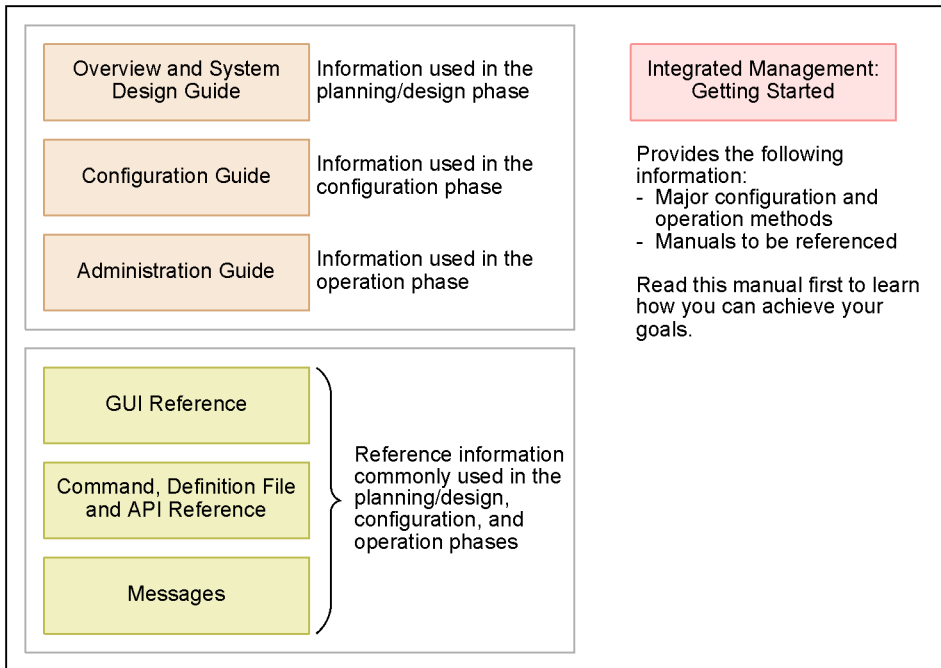 Overview and System
Design Guide
Information used in the
planning/design phase
Configuration Guide
Information used in the
configuration phase
Administration Guide
Information used in the
operation phase
GUI Reference
Command, Definition File
and API Reference
Messages
Reference information
commonly used in the
planning/design,
configuration, and
operation phases
Integrated Management:
Getting Started
Provides the following
information:
- Major configuration and
operation methods
- Manuals to be referenced
Read this manual first to learn
how you can achieve your
goals.